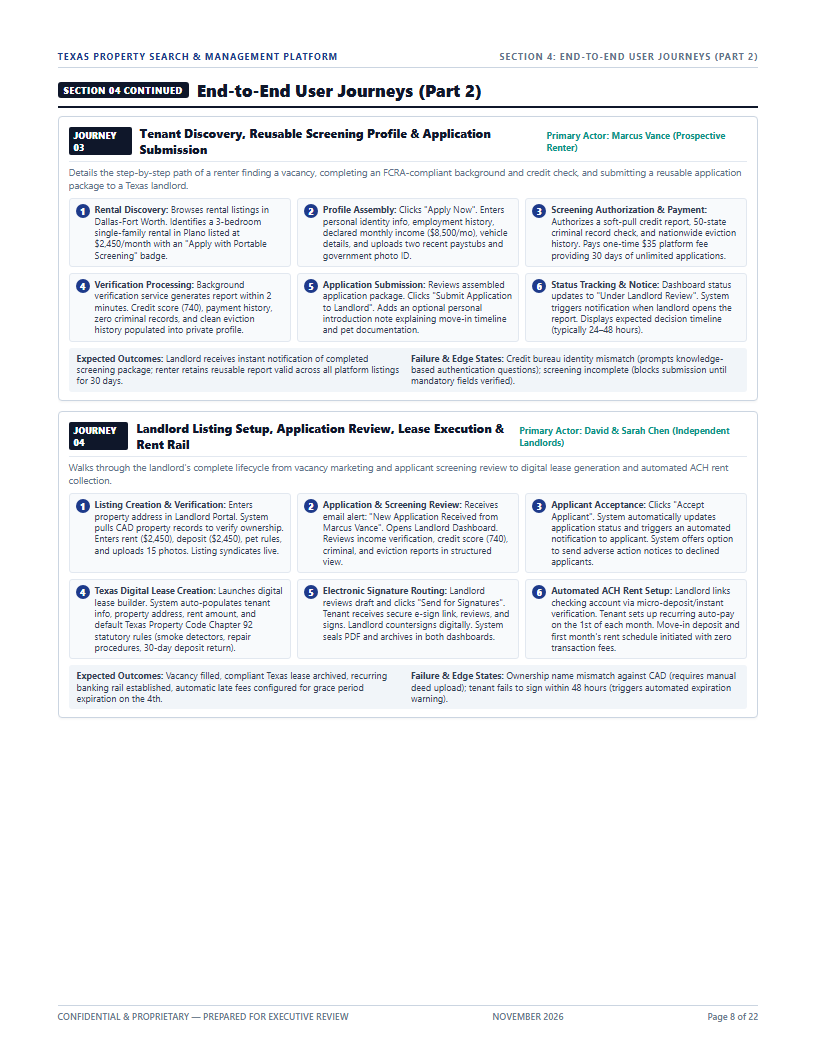 TEXAS PROPERTY SEARCH & MANAGEMENT PLATFORM
SECTION 4: END-TO-END USER JOURNEYS (PART 2)
SECTION 04 CONTINUED
End-to-End User Journeys (Part 2)
JOURNEY
03
Tenant Discovery, Reusable Screening Profile & Application
Submission
Primary Actor: Marcus Vance (Prospective
Renter)
Details the step-by-step path of a renter finding a vacancy, completing an FCRA-compliant background and credit check, and submitting a reusable application
package to a Texas landlord.
1
Rental Discovery: Browses rental listings in
Dallas-Fort Worth. Identifies a 3-bedroom
single-family rental in Plano listed at
$2,450/month with an "Apply with Portable
Screening" badge.
2
Profile Assembly: Clicks "Apply Now". Enters
personal identity info, employment history,
declared monthly income ($8,500/mo), vehicle
details, and uploads two recent paystubs and
government photo ID.
3
Screening Authorization & Payment:
Authorizes a soft-pull credit report, 50-state
criminal record check, and nationwide eviction
history. Pays one-time $35 platform fee
providing 30 days of unlimited applications.
4
Verification Processing: Background
verification service generates report within 2
minutes. Credit score (740), payment history,
zero criminal records, and clean eviction
history populated into private profile.
5
Application Submission: Reviews assembled
application package. Clicks "Submit Application
to Landlord". Adds an optional personal
introduction note explaining move-in timeline
and pet documentation.
6
Status Tracking & Notice: Dashboard status
updates to "Under Landlord Review". System
triggers notification when landlord opens the
report. Displays expected decision timeline
(typically 24–48 hours).
Expected Outcomes: Landlord receives instant notification of completed
screening package; renter retains reusable report valid across all platform listings
for 30 days.
Failure & Edge States: Credit bureau identity mismatch (prompts knowledge-
based authentication questions); screening incomplete (blocks submission until
mandatory fields verified).
JOURNEY
04
Landlord Listing Setup, Application Review, Lease Execution &
Rent Rail
Primary Actor: David & Sarah Chen (Independent
Landlords)
Walks through the landlord's complete lifecycle from vacancy marketing and applicant screening review to digital lease generation and automated ACH rent
collection.
1
Listing Creation & Verification: Enters
property address in Landlord Portal. System
pulls CAD property records to verify ownership.
Enters rent ($2,450), deposit ($2,450), pet rules,
and uploads 15 photos. Listing syndicates live.
2
Application & Screening Review: Receives
email alert: "New Application Received from
Marcus Vance". Opens Landlord Dashboard.
Reviews income verification, credit score (740),
criminal, and eviction reports in structured
view.
3
Applicant Acceptance: Clicks "Accept
Applicant". System automatically updates
application status and triggers an automated
notification to applicant. System offers option
to send adverse action notices to declined
applicants.
4
Texas Digital Lease Creation: Launches digital
lease builder. System auto-populates tenant
info, property address, rent amount, and
default Texas Property Code Chapter 92
statutory rules (smoke detectors, repair
procedures, 30-day deposit return).
5
Electronic Signature Routing: Landlord
reviews draft and clicks "Send for Signatures".
Tenant receives secure e-sign link, reviews, and
signs. Landlord countersigns digitally. System
seals PDF and archives in both dashboards.
6
Automated ACH Rent Setup: Landlord links
checking account via micro-deposit/instant
verification. Tenant sets up recurring auto-pay
on the 1st of each month. Move-in deposit and
first month's rent schedule initiated with zero
transaction fees.
Expected Outcomes: Vacancy filled, compliant Texas lease archived, recurring
banking rail established, automatic late fees configured for grace period
expiration on the 4th.
Failure & Edge States: Ownership name mismatch against CAD (requires manual
deed upload); tenant fails to sign within 48 hours (triggers automated expiration
warning).
CONFIDENTIAL & PROPRIETARY — PREPARED FOR EXECUTIVE REVIEW
NOVEMBER 2026
Page 8 of 22